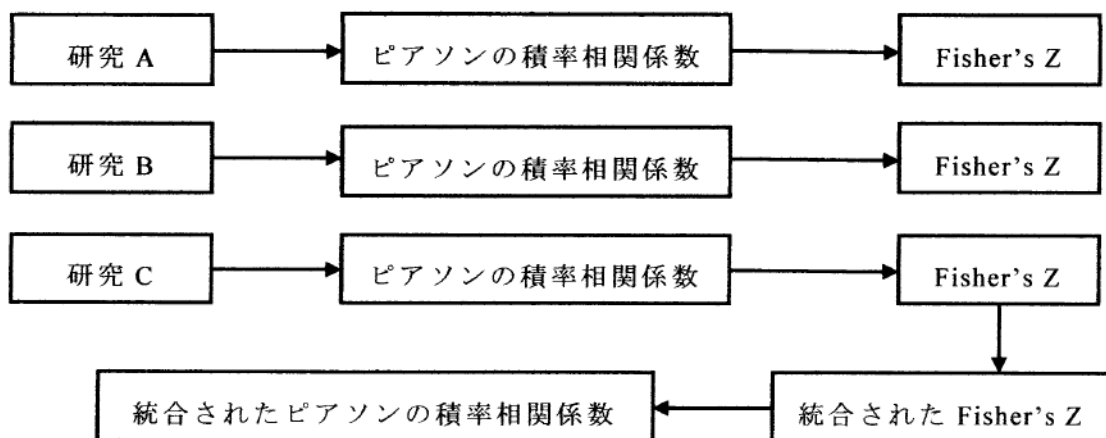 研究 A
ピアソンの積率相関係数
Fisher's Z
研究 B
ピアソンの積率相関係数
Fisher's Z
研究 C
ピアソンの積率相関係数
Fisher's Z
統合されたピアソンの積率相関係数
統合された Fisher's Z